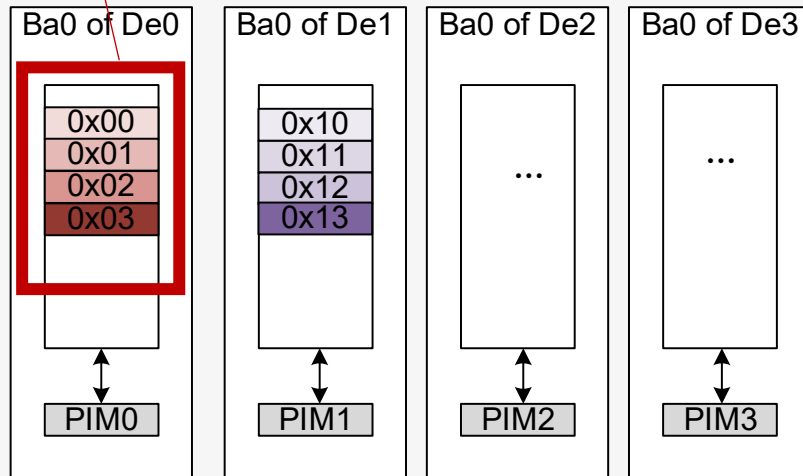 Ba0 of De0
0x00
0x01
0x02
0x03
PIM0
Ba0 of De1
0x10
0x11
0x12
0x13
PIM1
Ba0 of De2
...
PIM2
Ba0 of De3
...
PIM3